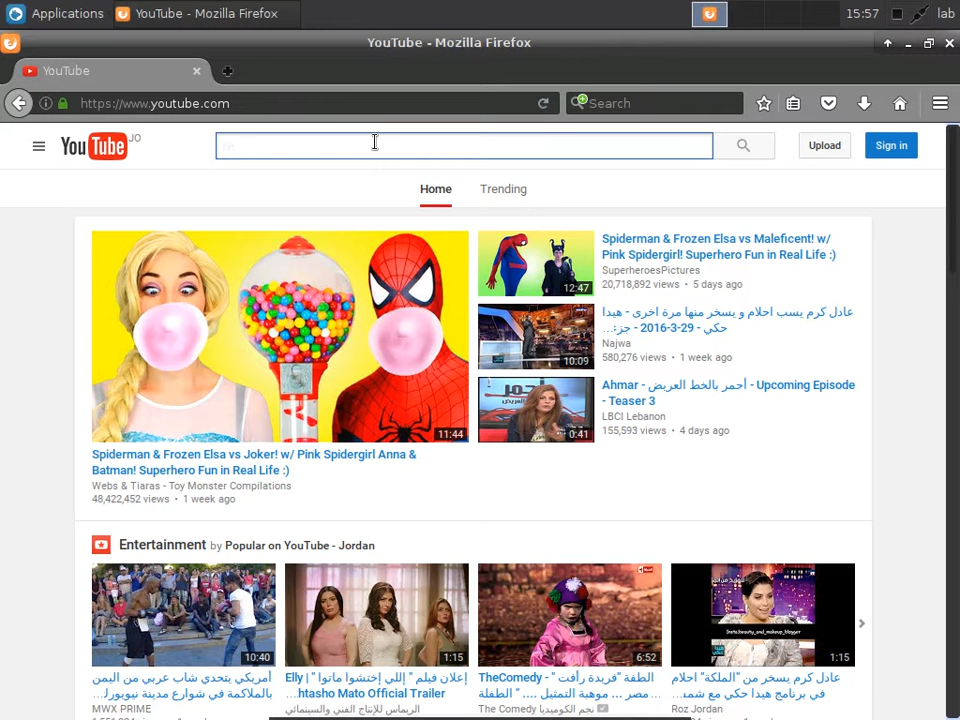 Applications
YouTube - Mozilla Firefox
15:57
lab
YouTube - Mozilla Firefox
YouTube
https://www.youtube.com
Search
YouTube JO
Upload
Sign in
Home
Trending
Spiderman & Frozen Elsa vs Maleficent! w/
Pink Spidergirl! Superhero Fun in Real Life :)
SuperheroesPictures
20,718,892 views • 5 days ago
12:47
عادل كرم يسب احلام و يسخر منها مرة اخرى - هيدا
حكي - 29-3-2016 - جزء...
Najwa
580,276 views • 1 week ago
10:09
Ahmar - أحمر بالخط العريض - Upcoming Episode
- Teaser 3
LBCI Lebanon
155,593 views • 4 days ago
0:41
11:44
Spiderman & Frozen Elsa vs Joker! w/ Pink Spidergirl Anna &
Batman! Superhero Fun in Real Life :)
Webs & Tiaras - Toy Monster Compilations
48,422,452 views • 1 week ago
Entertainment by Popular on YouTube - Jordan
10:40
1:15
6:52
1:15
أمريكي يتحدي شاب عربي من اليمن
بالملاكمة في شوارع مدينة نيويورك...
MWX PRIME
Elly | " إعلان فيلم " إللي إختشوا ماتوا
...htasho Mato Official Trailer
الريماس للإنتاج الفني والسينمائي
TheComedy - " الطفلة "فريدة رأفت
مصر ... موهبة التمثيل .... " الطفلة...
The Comedy نجم الكوميديا
عادل كرم يسخر من "الملكة" احلام
في برنامج هيدا حكي مع شمـ...
Roz Jordan